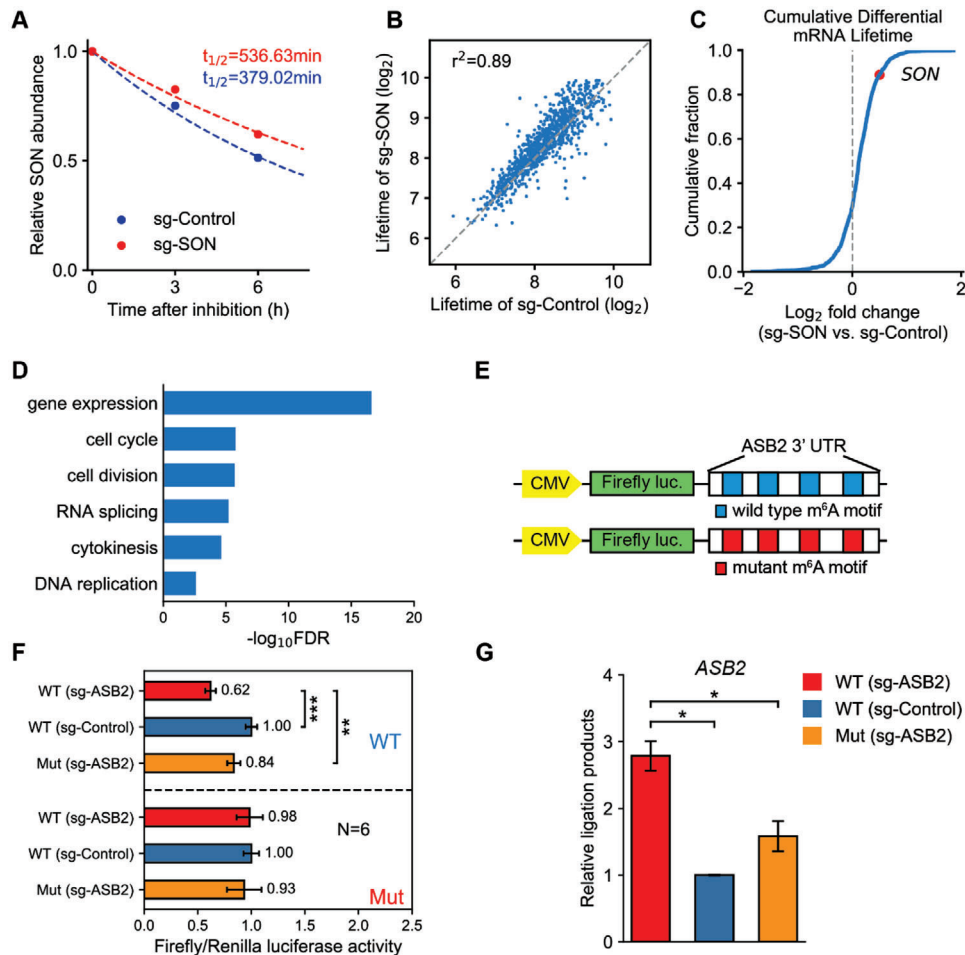 A
Relative SON abundance
1.0
0.5
0.0
t1/2=536.63min
t1/2=379.02min
sg-Control
sg-SON
0
3
6
Time after inhibition (h)
B
Lifetime of sg-SON (log2)
r2=0.89
10
9
8
7
6
6
8
10
Lifetime of sg-Control (log2)
C
Cumulative Differential
mRNA Lifetime
Cumulative fraction
1.0
0.8
0.6
0.4
0.2
0.0
SON
−2
0
2
Log2 fold change
(sg-SON vs. sg-Control)
D
gene expression
cell cycle
cell division
RNA splicing
cytokinesis
DNA replication
0
5
10
15
20
-log10FDR
E
ASB2 3' UTR
CMV
Firefly luc.
wild type m6A motif
CMV
Firefly luc.
mutant m6A motif
F
WT (sg-ASB2)
0.62
WT (sg-Control)
1.00
Mut (sg-ASB2)
0.84
***
**
WT
WT (sg-ASB2)
0.98
N=6
WT (sg-Control)
1.00
Mut (sg-ASB2)
0.93
Mut
0.0
0.5
1.0
1.5
2.0
2.5
Firefly/Renilla luciferase activity
G
ASB2
Relative ligation products
4
3
2
1
0
*
*
WT (sg-ASB2)
WT (sg-Control)
Mut (sg-ASB2)